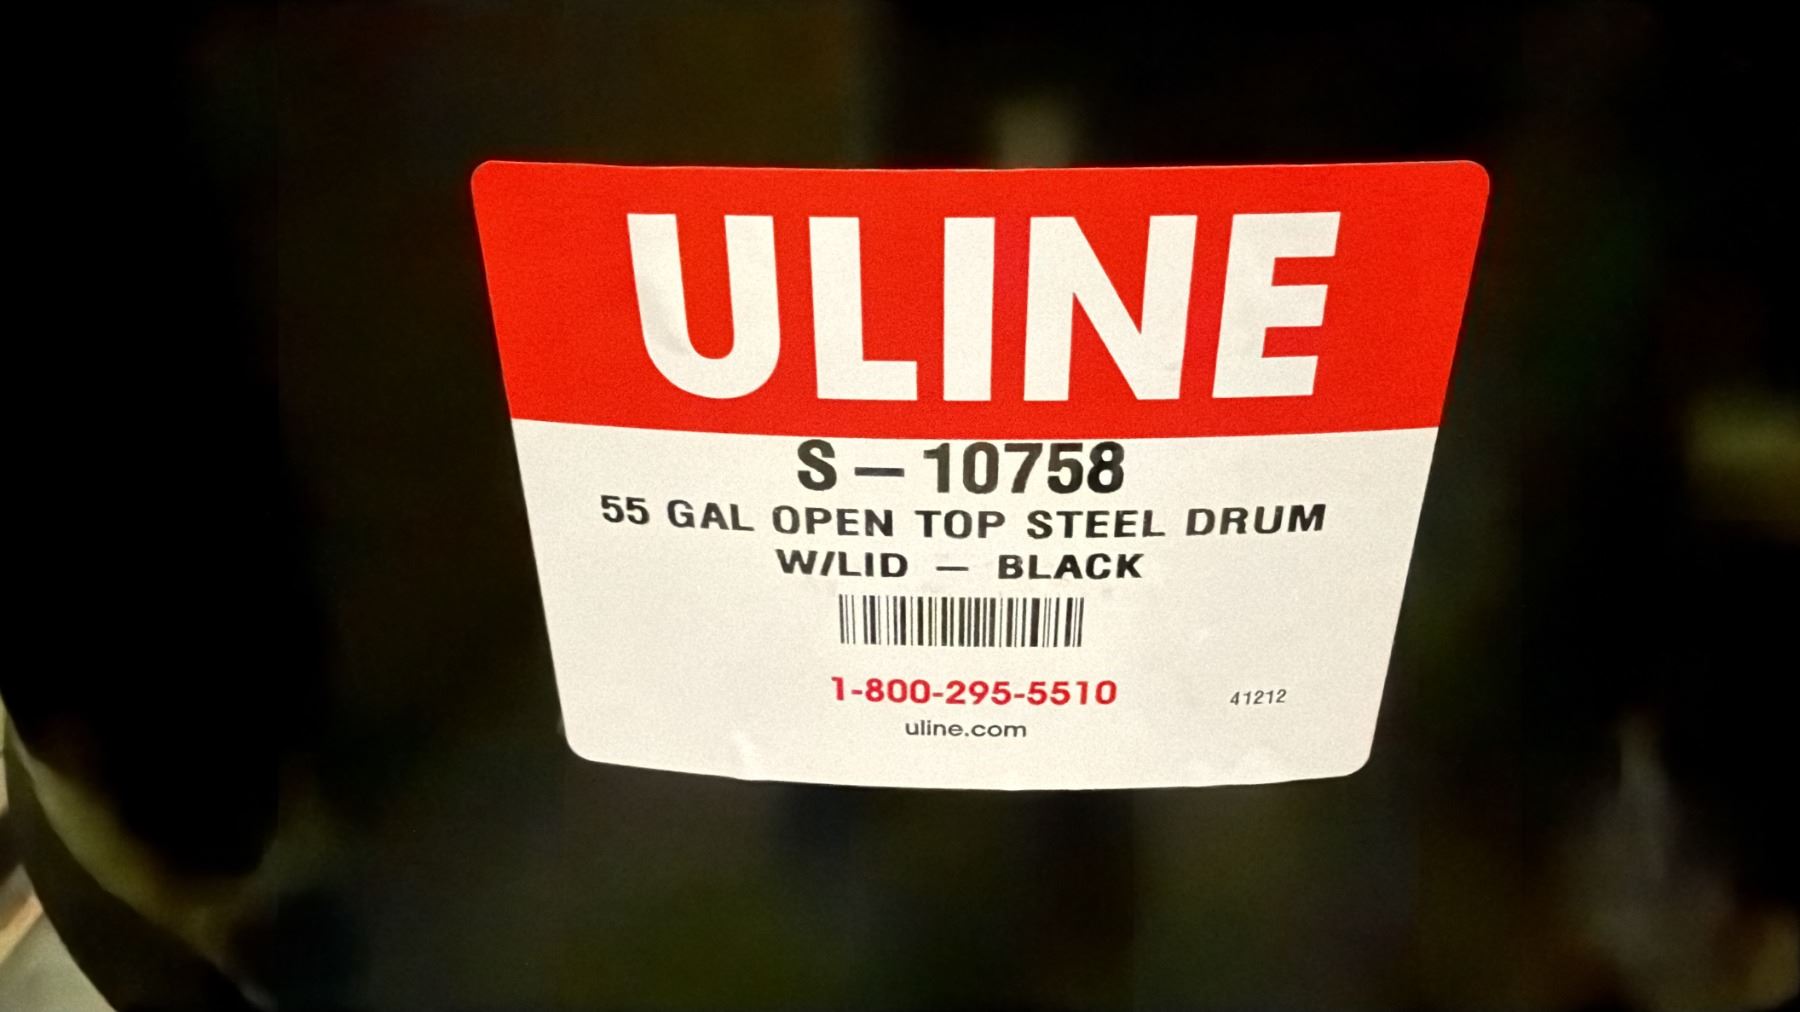 ULINE
S – 10758
55 GAL OPEN TOP STEEL DRUM
W/LID – BLACK
1-800-295-5510
41212
uline.com